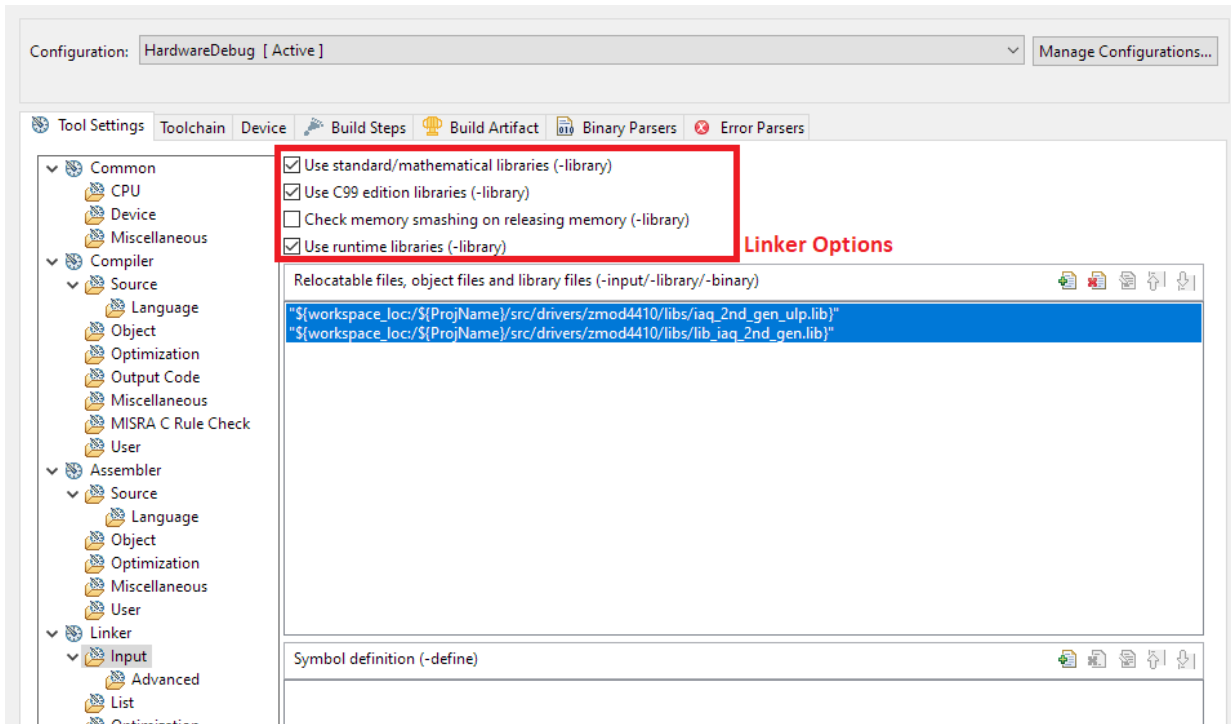 Configuration: HardwareDebug [ Active ] Manage Configurations...
Tool Settings Toolchain Device Build Steps Build Artifact Binary Parsers Error Parsers
Common
CPU
Device
Miscellaneous
Compiler
Source
Language
Object
Optimization
Output Code
Miscellaneous
MISRA C Rule Check
User
Assembler
Source
Language
Object
Optimization
Miscellaneous
User
Linker
Input
Advanced
List
Optimization
Use standard/mathematical libraries (-library)
Use C99 edition libraries (-library)
Check memory smashing on releasing memory (-library)
Use runtime libraries (-library)
Linker Options
Relocatable files, object files and library files (-input/-library/-binary)
"${workspace_loc:/${ProjName}/src/drivers/zmod4410/libs/iaq_2nd_gen_ulp.lib}"
"${workspace_loc:/${ProjName}/src/drivers/zmod4410/libs/lib_iaq_2nd_gen.lib}"
Symbol definition (-define)